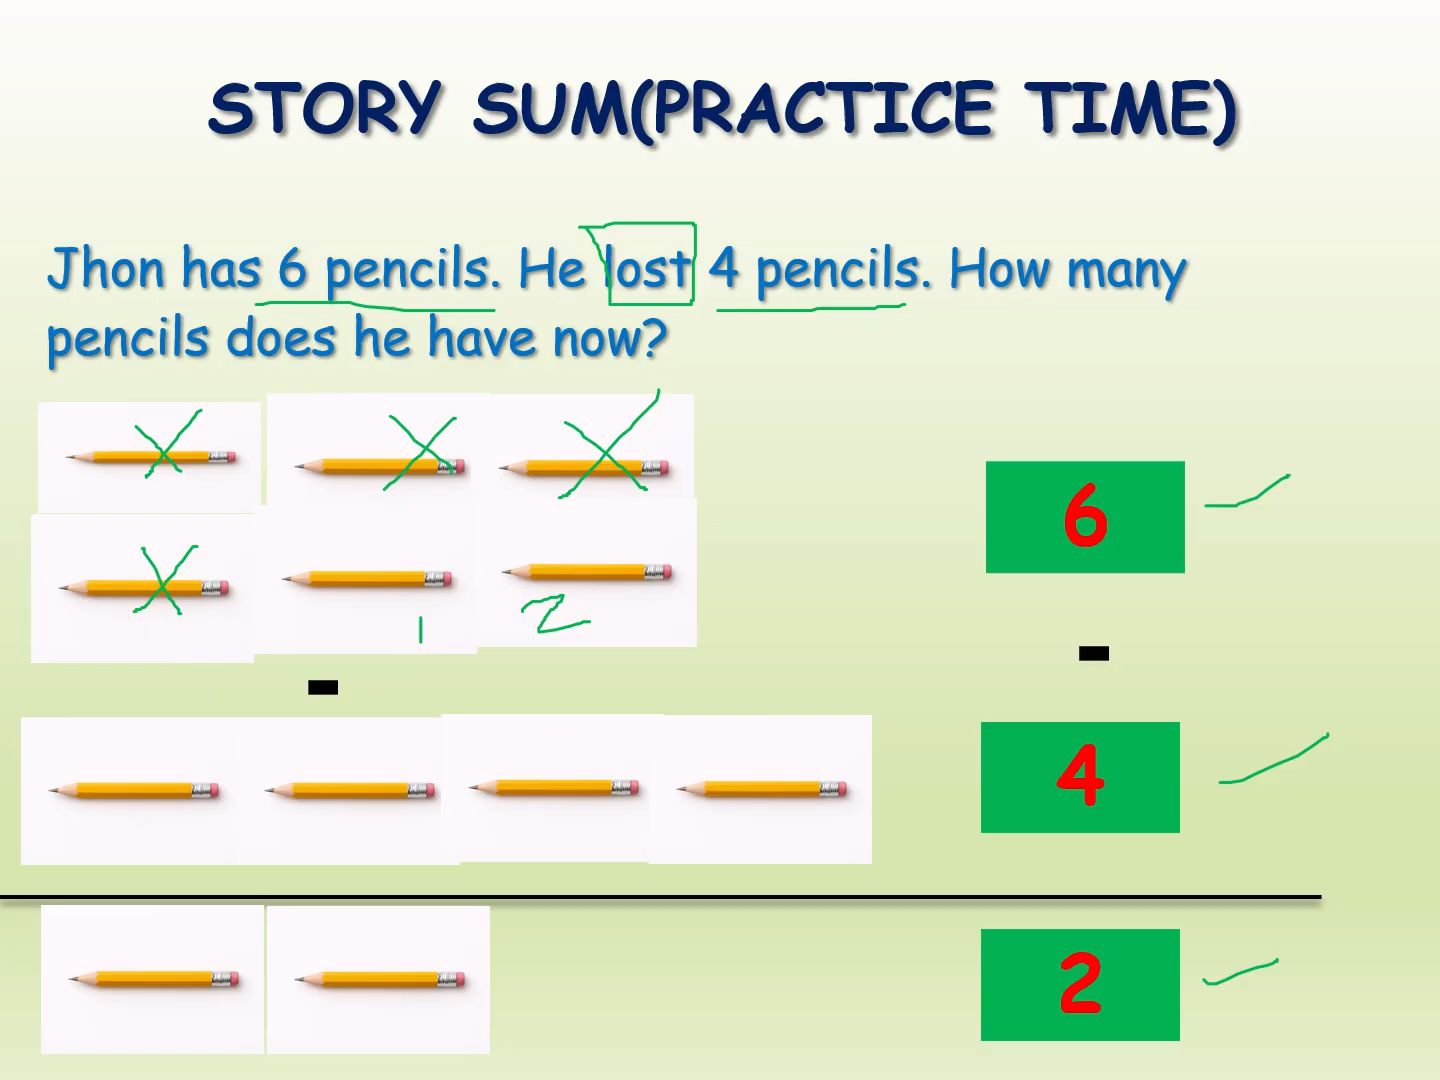 STORY SUM(PRACTICE TIME)
Jhon has 6 pencils. He lost 4 pencils. How many
pencils does he have now?
6
1 2
-
-
4
2